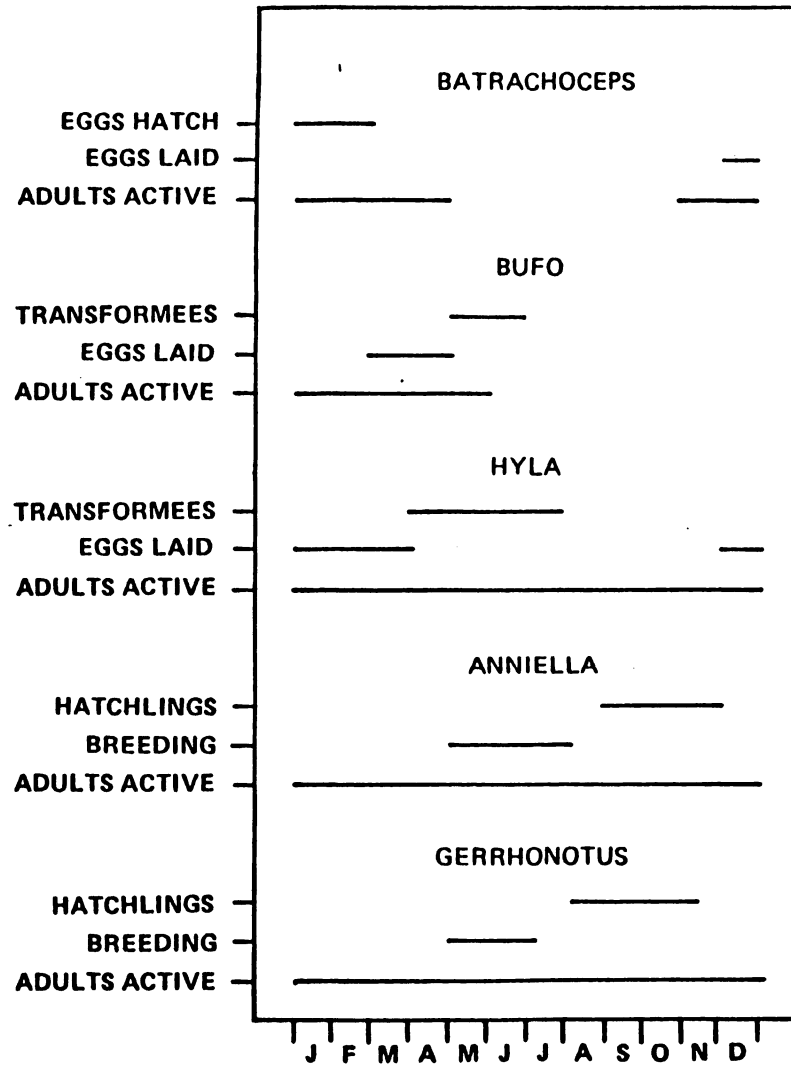 BATRACHOCEPS
EGGS HATCH
EGGS LAID
ADULTS ACTIVE
BUFO
TRANSFORMEES
EGGS LAID
ADULTS ACTIVE
HYLA
TRANSFORMEES
EGGS LAID
ADULTS ACTIVE
ANNIELLA
HATCHLINGS
BREEDING
ADULTS ACTIVE
GERRHONOTUS
HATCHLINGS
BREEDING
ADULTS ACTIVE
J F M A M J J A S O N D